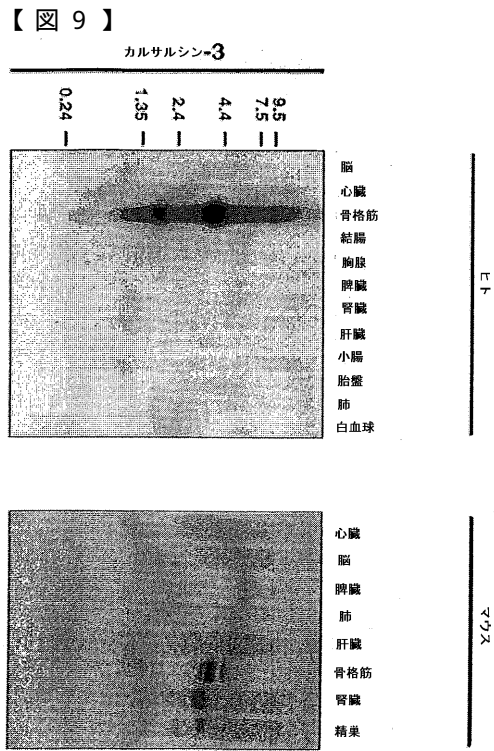 【図９】
カルサルシン-3
0.24
1.35
2.4
4.4
7.5
9.5
脳
心臓
骨格筋
結腸
胸腺
脾臓
腎臓
肝臓
小腸
胎盤
肺
白血球
ヒト
心臓
脳
脾臓
肺
肝臓
骨格筋
腎臓
精巣
マウス